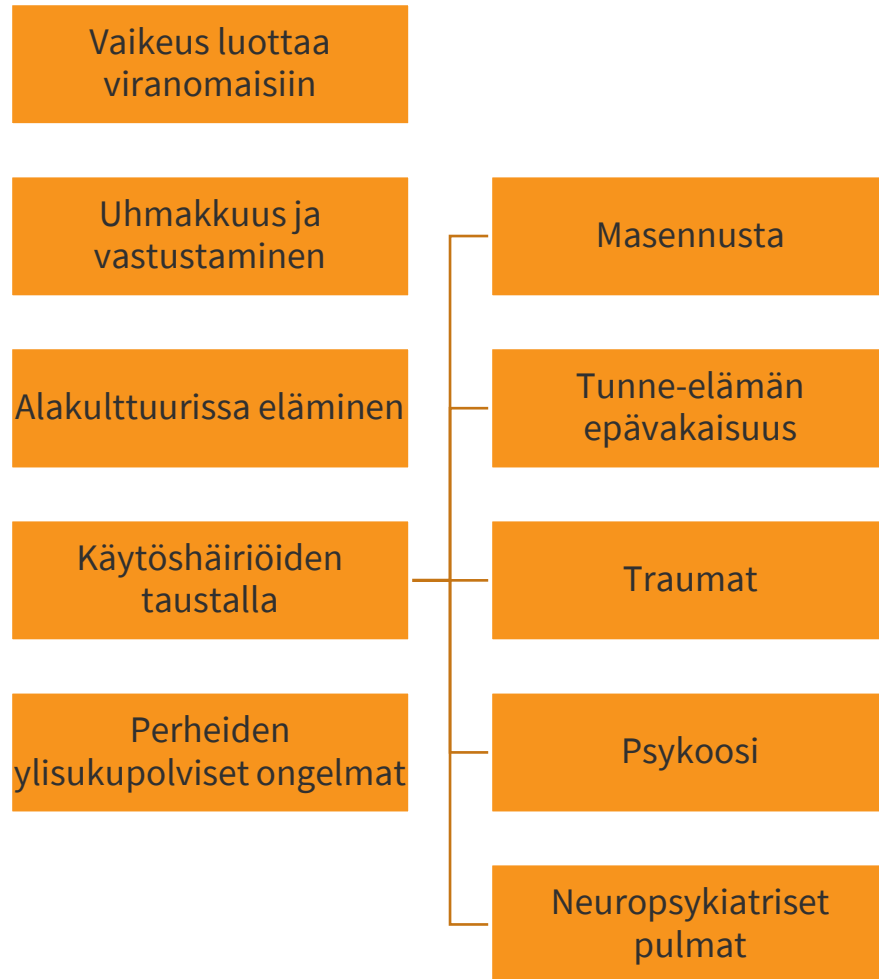 Vaikeus luottaa
viranomaisiin
Uhmakkuus ja
vastustaminen
Alakulttuurissa eläminen
Käytöshäiriöiden
taustalla
Perheiden
ylisukupolviset ongelmat
Masennusta
Tunne-elämän
epävakaisuus
Traumat
Psykoosi
Neuropsykiatriset
pulmat